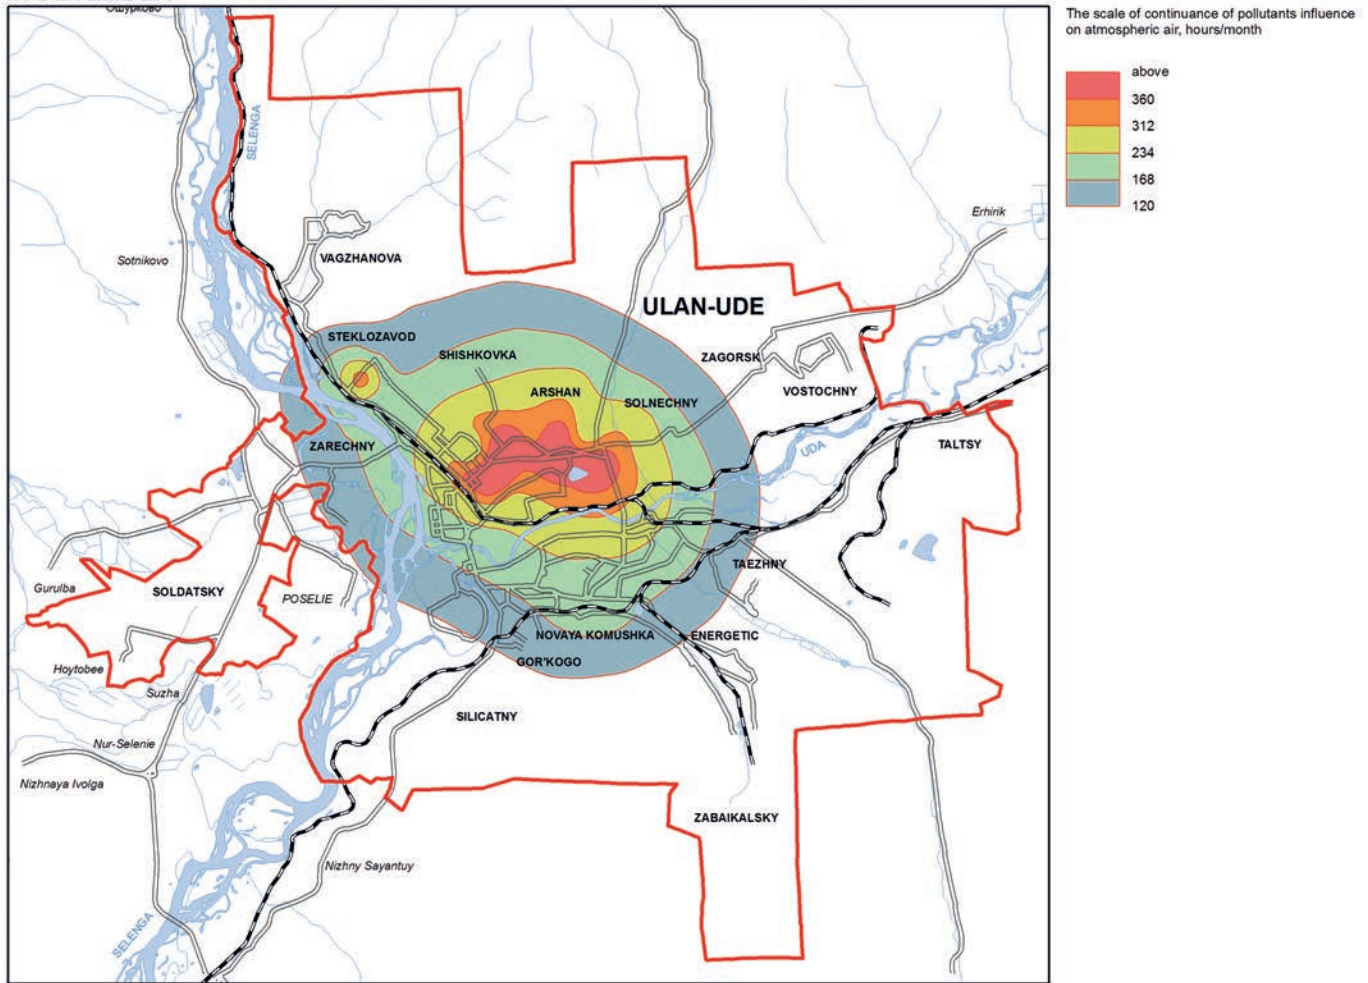 Ошурково
The scale of continuance of pollutants influence
on atmospheric air, hours/month
above
360
312
234
168
120
SELENGA
Erhirik
Sotnikovo
VAGZHANOVA
ULAN-UDE
STEKLOZAVOD
SHISHKOVKA
ZAGORSK
ARSHAN
SOLNECHNY
VOSTOCHNY
ZARECHNY
UDA
TALTSY
TAEZHNY
Gurulba
SOLDATSKY
POSELIE
NOVAYA KOMUSHKA
ENERGETIC
GOR'KOGO
Hoytobee
Suzha
SILICATNY
Nur-Selenie
Nizhnaya Ivolga
ZABAIKALSKY
Nizhny Sayantuy
SELENGA